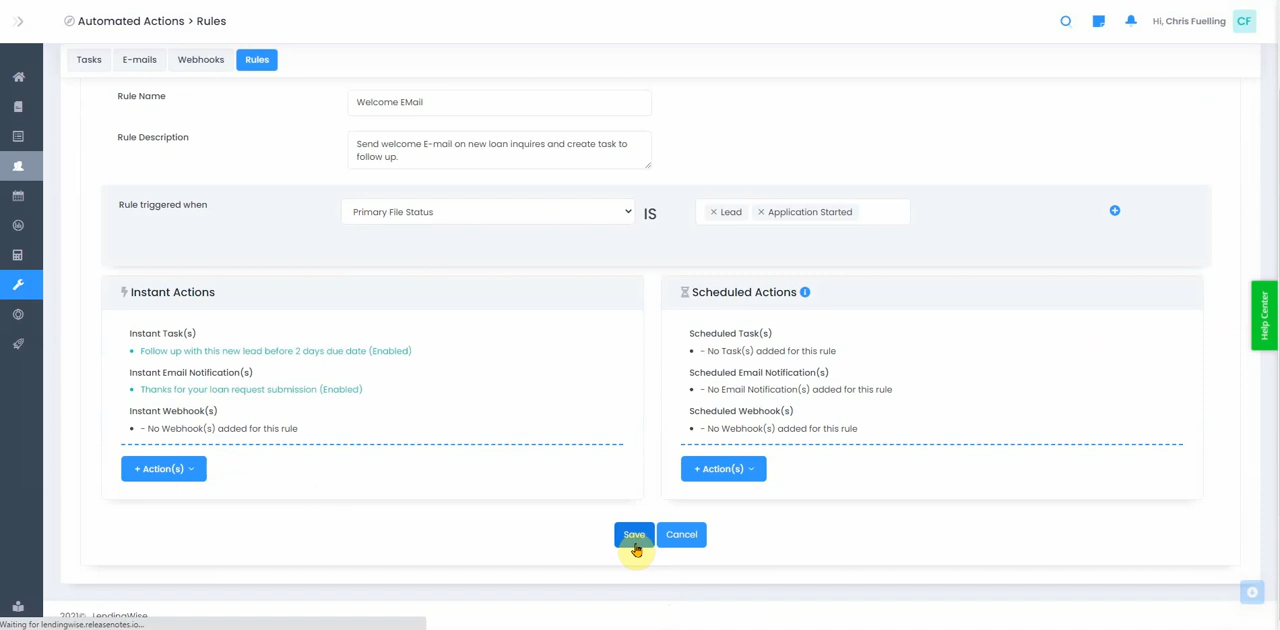 Automated Actions > Rules
Hi, Chris Fuelling
CF
Tasks
E-mails
Webhooks
Rules
Rule Name
Welcome EMail
Rule Description
Send welcome E-mail on new loan inquires and create task to
follow up.
Rule triggered when
Primary File Status
IS
× Lead
× Application Started
Instant Actions
Scheduled Actions
Instant Task(s)
Follow up with this new lead before 2 days due date (Enabled)
Instant Email Notification(s)
Thanks for your loan request submission (Enabled)
Instant Webhook(s)
- No Webhook(s) added for this rule
+ Action(s)
Scheduled Task(s)
- No Task(s) added for this rule
Scheduled Email Notification(s)
- No Email Notification(s) added for this rule
Scheduled Webhook(s)
- No Webhook(s) added for this rule
+ Action(s)
Save
Cancel
Help Center
2021© LendingWise
Waiting for lendingwise.releasenotes.io...